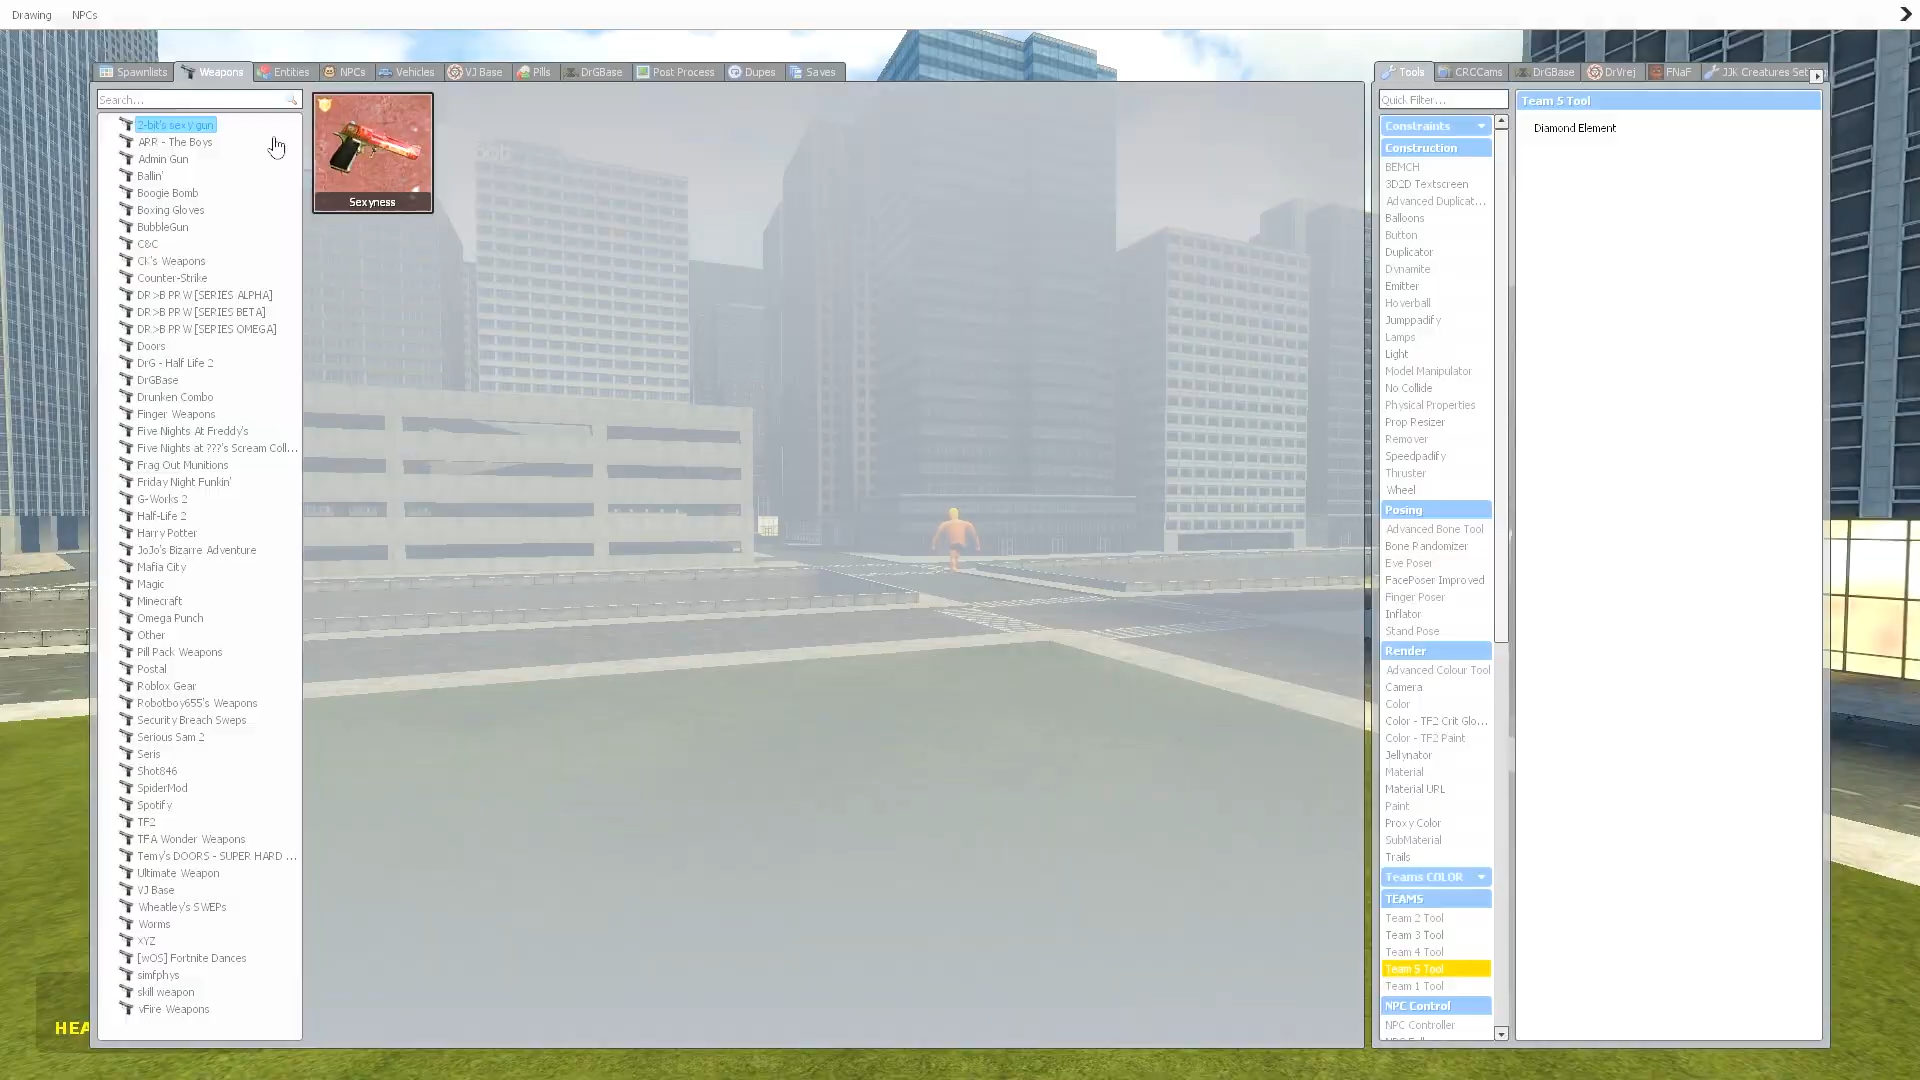 Drawing NPCs
Spawnlists Weapons Entities NPCs Vehicles VJ Base Pills DrGBase Post Process Dupes Saves
Search...
2-bit's sexy gun
ARR - The Boys
Admin Gun
Ballin'
Boogie Bomb
Boxing Gloves
BubbleGun
C&C
CK's Weapons
Counter-Strike
DR>B PR W [SERIES ALPHA]
DR>B PR W [SERIES BETA]
DR>B PR W [SERIES OMEGA]
Doors
DrG - Half Life 2
DrGBase
Drunken Combo
Finger Weapons
Five Nights At Freddy's
Five Nights at ???'s Scream Coll...
Frag Out Munitions
Friday Night Funkin'
G-Works 2
Half-Life 2
Harry Potter
JoJo's Bizarre Adventure
Mafia City
Magic
Minecraft
Omega Punch
Other
Pill Pack Weapons
Postal
Roblox Gear
Robotboy655's Weapons
Security Breach Sweps
Serious Sam 2
Seris
Shot846
SpiderMod
Spotify
TF2
TFA Wonder Weapons
Temy's DOORS - SUPER HARD ...
Ultimate Weapon
VJ Base
Wheatley's SWEPs
Worms
XYZ
[wOS] Fortnite Dances
simfphys
skill weapon
vFire Weapons
Sexyness
HEA
Tools CRCCams DrGBase DrVrej FNaF JJK Creatures Set
Quick Filter...
Constraints
Construction
BEMCH
3D2D Textscreen
Advanced Duplicat...
Balloons
Button
Duplicator
Dynamite
Emitter
Hoverball
Jumppadify
Lamps
Light
Model Manipulator
No Collide
Physical Properties
Prop Resizer
Remover
Speedpadify
Thruster
Wheel
Posing
Advanced Bone Tool
Bone Randomizer
Eye Poser
FacePoser Improved
Finger Poser
Inflator
Stand Pose
Render
Advanced Colour Tool
Camera
Color
Color - TF2 Crit Glo...
Color - TF2 Paint
Jellynator
Material
Material URL
Paint
Proxy Color
SubMaterial
Trails
Teams COLOR
TEAMS
Team 2 Tool
Team 3 Tool
Team 4 Tool
Team 5 Tool
Team 1 Tool
NPC Control
NPC Controller
Team 5 Tool
Diamond Element